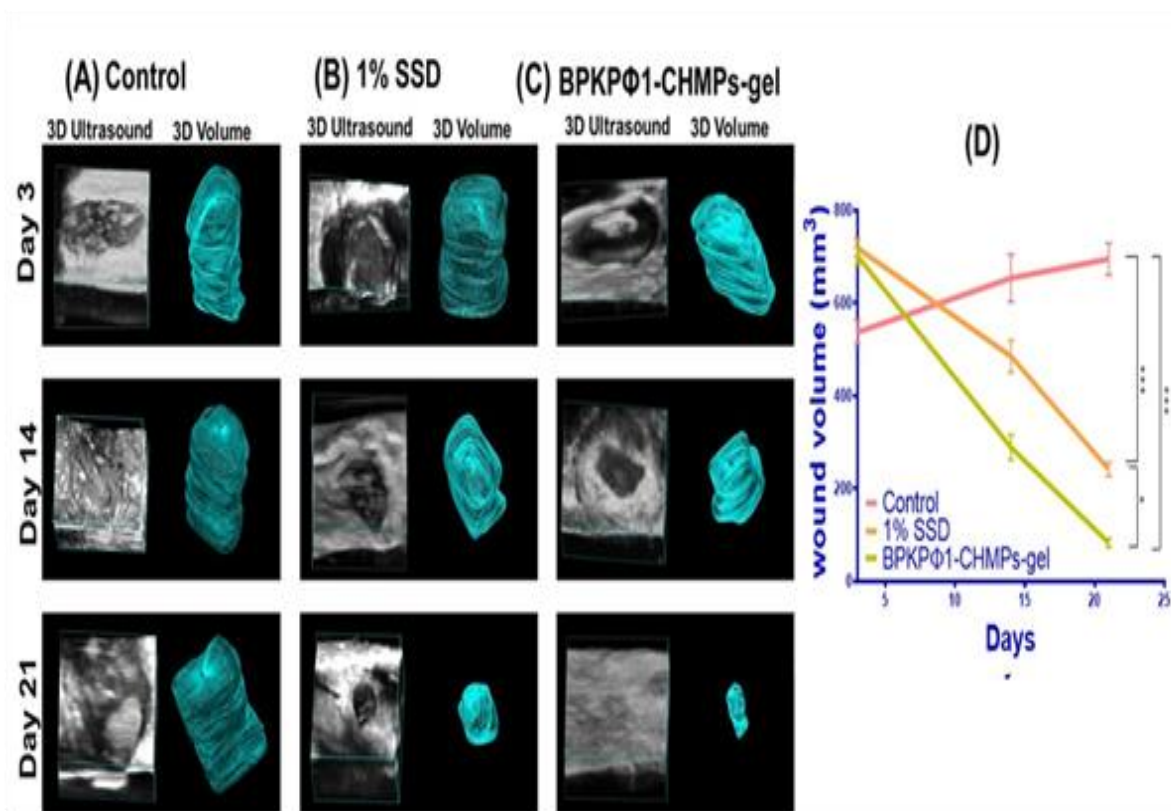 (A) Control
(B) 1% SSD
(C) BPKPΦ1-CHMPs-gel
3D Ultrasound 3D Volume
3D Ultrasound 3D Volume
3D Ultrasound 3D Volume
Day 3
Day 14
Day 21
(D)
wound volume (mm³)
800
600
400
200
0
5 10 15 20 25
Days
Control
1% SSD
BPKPΦ1-CHMPs-gel
***
***
*